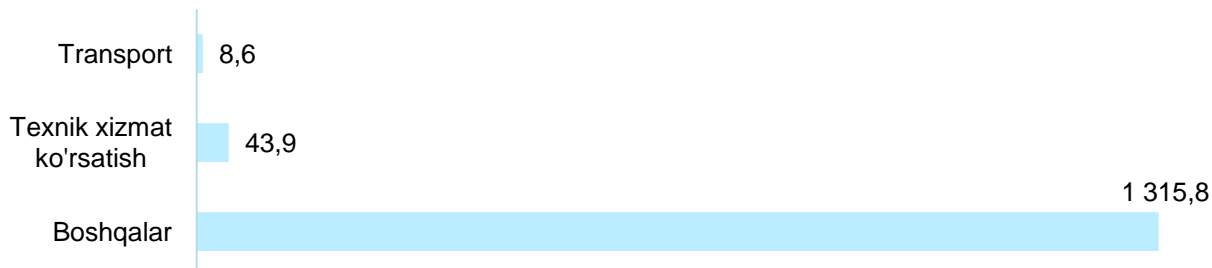 Transport
8,6
Texnik xizmat
ko'rsatish
43,9
1 315,8
Boshqalar